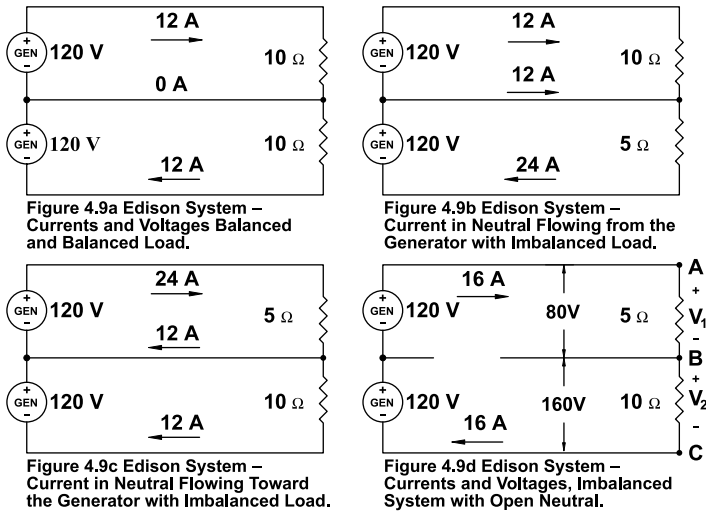 12 A
+
GEN
-
120 V
10 Ω
0 A
+
GEN
-
120 V
10 Ω
12 A
Figure 4.9a Edison System –
Currents and Voltages Balanced
and Balanced Load.
12 A
+
GEN
-
120 V
10 Ω
12 A
+
GEN
-
120 V
5 Ω
24 A
Figure 4.9b Edison System –
Current in Neutral Flowing from the
Generator with Imbalanced Load.
24 A
+
GEN
-
120 V
5 Ω
12 A
+
GEN
-
120 V
10 Ω
12 A
Figure 4.9c Edison System –
Current in Neutral Flowing Toward
the Generator with Imbalanced Load.
A
16 A
+
+
GEN
-
120 V
80V
5 Ω
V1
-
B
+
+
GEN
-
120 V
160V
10 Ω
V2
16 A
-
C
Figure 4.9d Edison System –
Currents and Voltages, Imbalanced
System with Open Neutral.